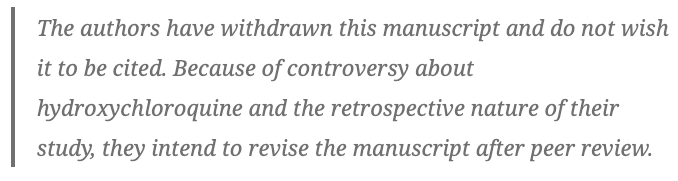 The authors have withdrawn this manuscript and do not wish
it to be cited. Because of controversy about
hydroxychloroquine and the retrospective nature of their
study, they intend to revise the manuscript after peer review.